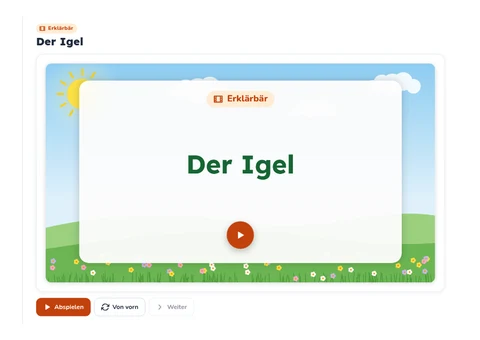 Erklärbär
Der Igel
Erklärbär
Der Igel
Abspielen
Von vorn
Weiter